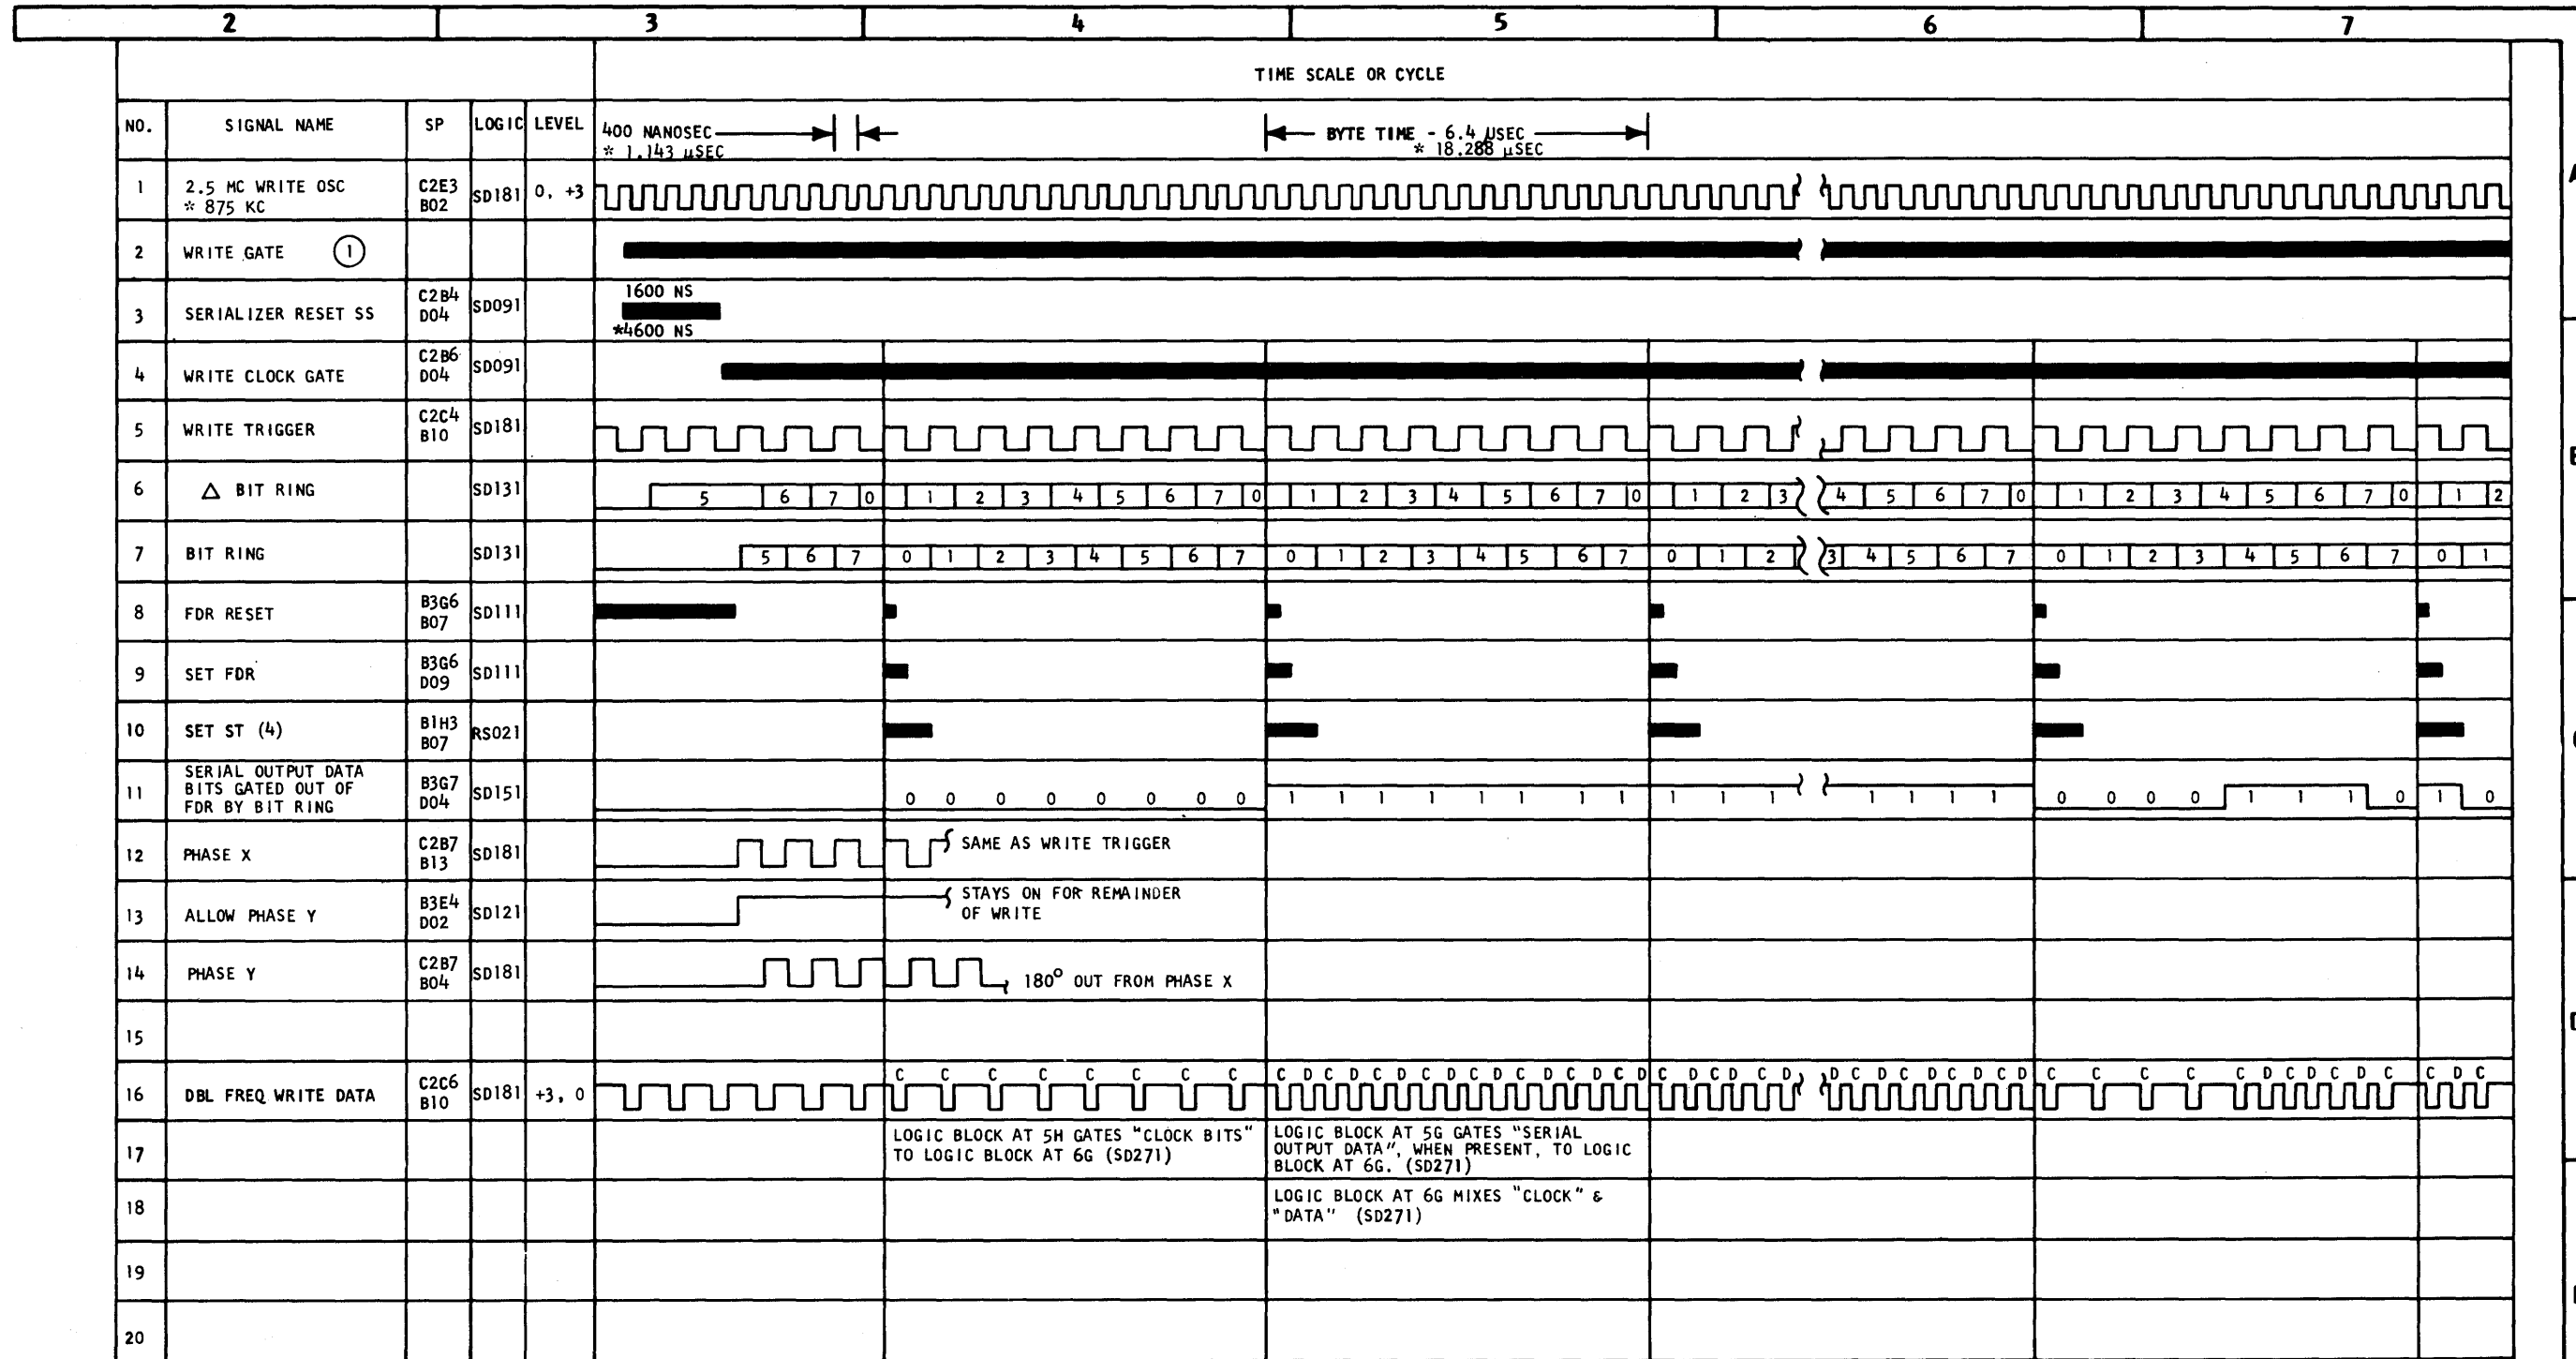 2 3 4 5 6 7
TIME SCALE OR CYCLE
NO. SIGNAL NAME SP LOGIC LEVEL
400 NANOSEC
* 1.143 µSEC
BYTE TIME - 6.4 µSEC
* 18.288 µSEC
1 2.5 MC WRITE OSC C2E3 SD181 0, +3
* 875 KC B02
2 WRITE GATE 1
3 SERIALIZER RESET SS C2B4 SD091 1600 NS
D04 *4600 NS
4 WRITE CLOCK GATE C2B6 SD091
D04
5 WRITE TRIGGER C2C4 SD181
B10
6 △ BIT RING SD131 5 6 7 0 1 2 3 4 5 6 7 0 1 2 3 4 5 6 7 0 1 2 3 4 5 6 7 0 1 2 3 4 5 6 7 0 1 2
7 BIT RING SD131 5 6 7 0 1 2 3 4 5 6 7 0 1 2 3 4 5 6 7 0 1 2 3 4 5 6 7 0 1 2 3 4 5 6 7 0 1
8 FDR RESET B3G6 SD111
B07
9 SET FDR B3G6 SD111
D09
10 SET ST (4) B1H3 RS021
B07
11 SERIAL OUTPUT DATA B3G7 SD151
BITS GATED OUT OF D04
FDR BY BIT RING
0 0 0 0 0 0 0 0 1 1 1 1 1 1 1 1 1 1 1 1 1 1 1 0 0 0 0 1 1 1 0 1 0
12 PHASE X C2B7 SD181 SAME AS WRITE TRIGGER
B13
13 ALLOW PHASE Y B3E4 SD121 STAYS ON FOR REMAINDER
D02 OF WRITE
14 PHASE Y C2B7 SD181 180° OUT FROM PHASE X
B04
15
16 DBL FREQ WRITE DATA C2C6 SD181 +3, 0
B10
C C C C C C C C C D C D C D C D C D C D C D C D C D C D C D D C D C D C D C D C C C C C D C D C D C C D C
17 LOGIC BLOCK AT 5H GATES "CLOCK BITS"
TO LOGIC BLOCK AT 6G (SD271)
LOGIC BLOCK AT 5G GATES "SERIAL
OUTPUT DATA", WHEN PRESENT, TO LOGIC
BLOCK AT 6G. (SD271)
18 LOGIC BLOCK AT 6G MIXES "CLOCK" &
"DATA" (SD271)
19
20